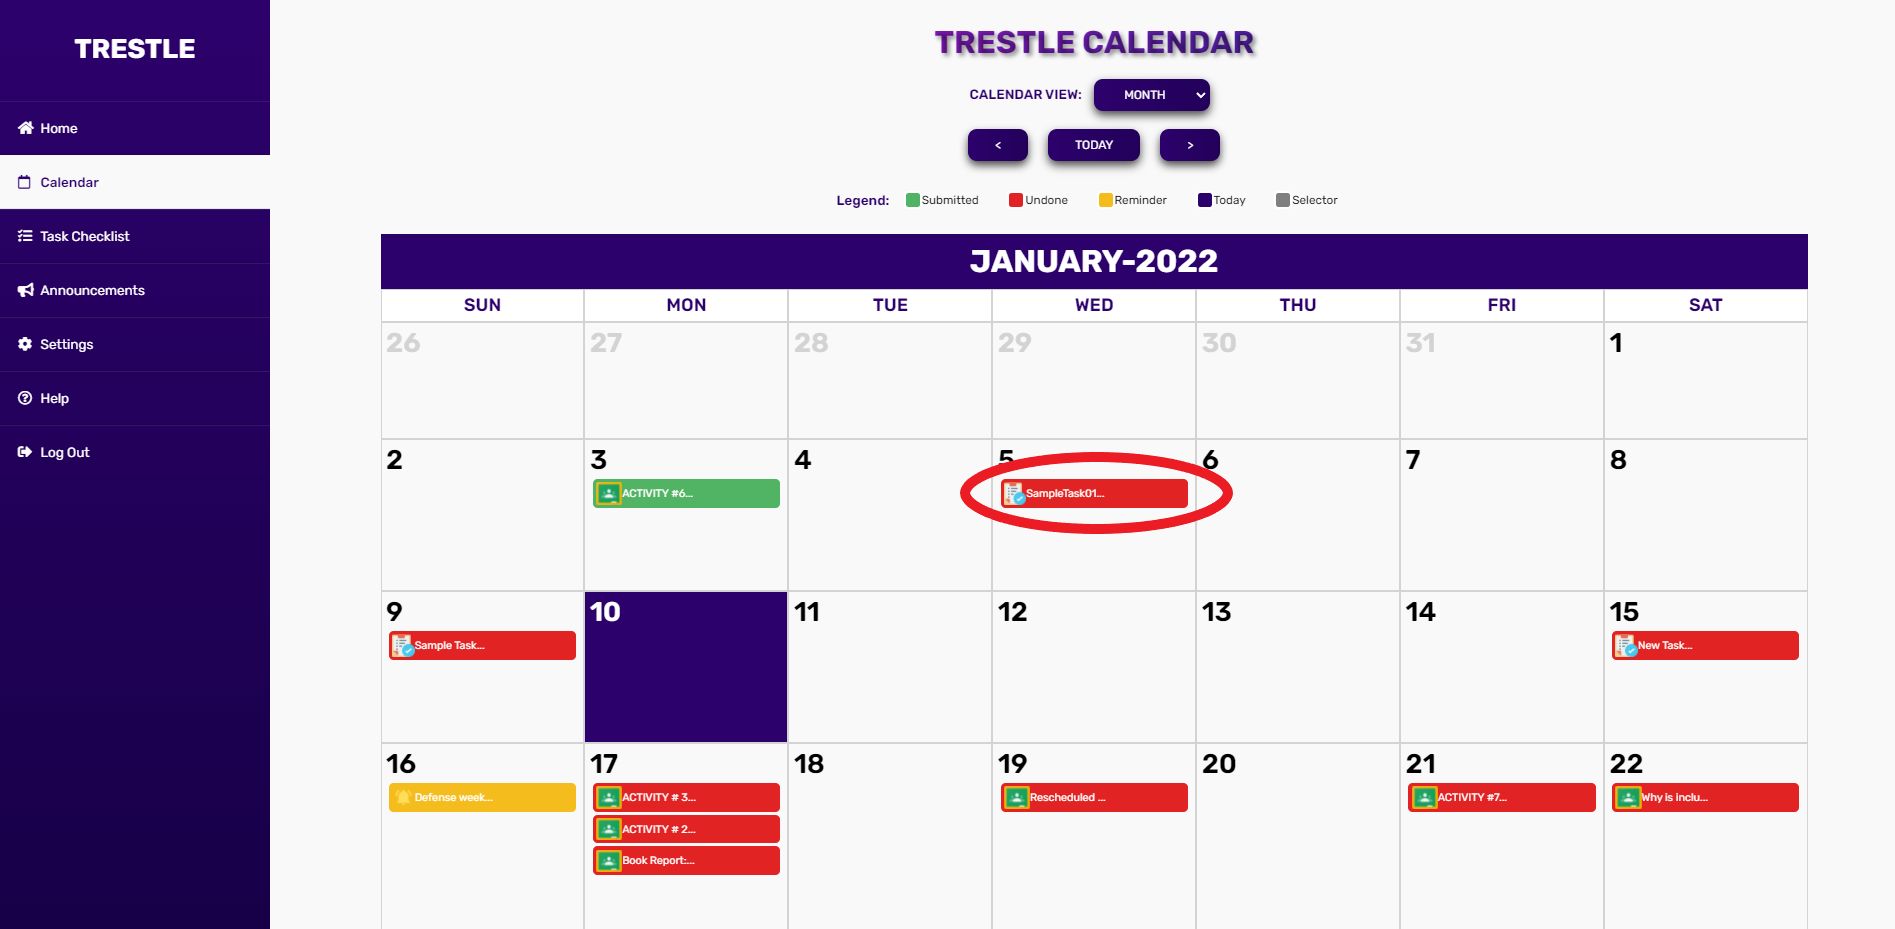 TRESTLE
Home
Calendar
Task Checklist
Announcements
Settings
Help
Log Out
TRESTLE CALENDAR
CALENDAR VIEW: MONTH
< TODAY >
Legend: Submitted Undone Reminder Today Selector
JANUARY-2022
SUN MON TUE WED THU FRI SAT
26 27 28 29 30 31 1
2 3 4 5 6 7 8
ACTIVITY #6... SampleTask01...
9 10 11 12 13 14 15
Sample Task... New Task...
16 17 18 19 20 21 22
Defense week... ACTIVITY # 3... Rescheduled ... ACTIVITY #7... Why is inclu...
ACTIVITY # 2...
Book Report:...